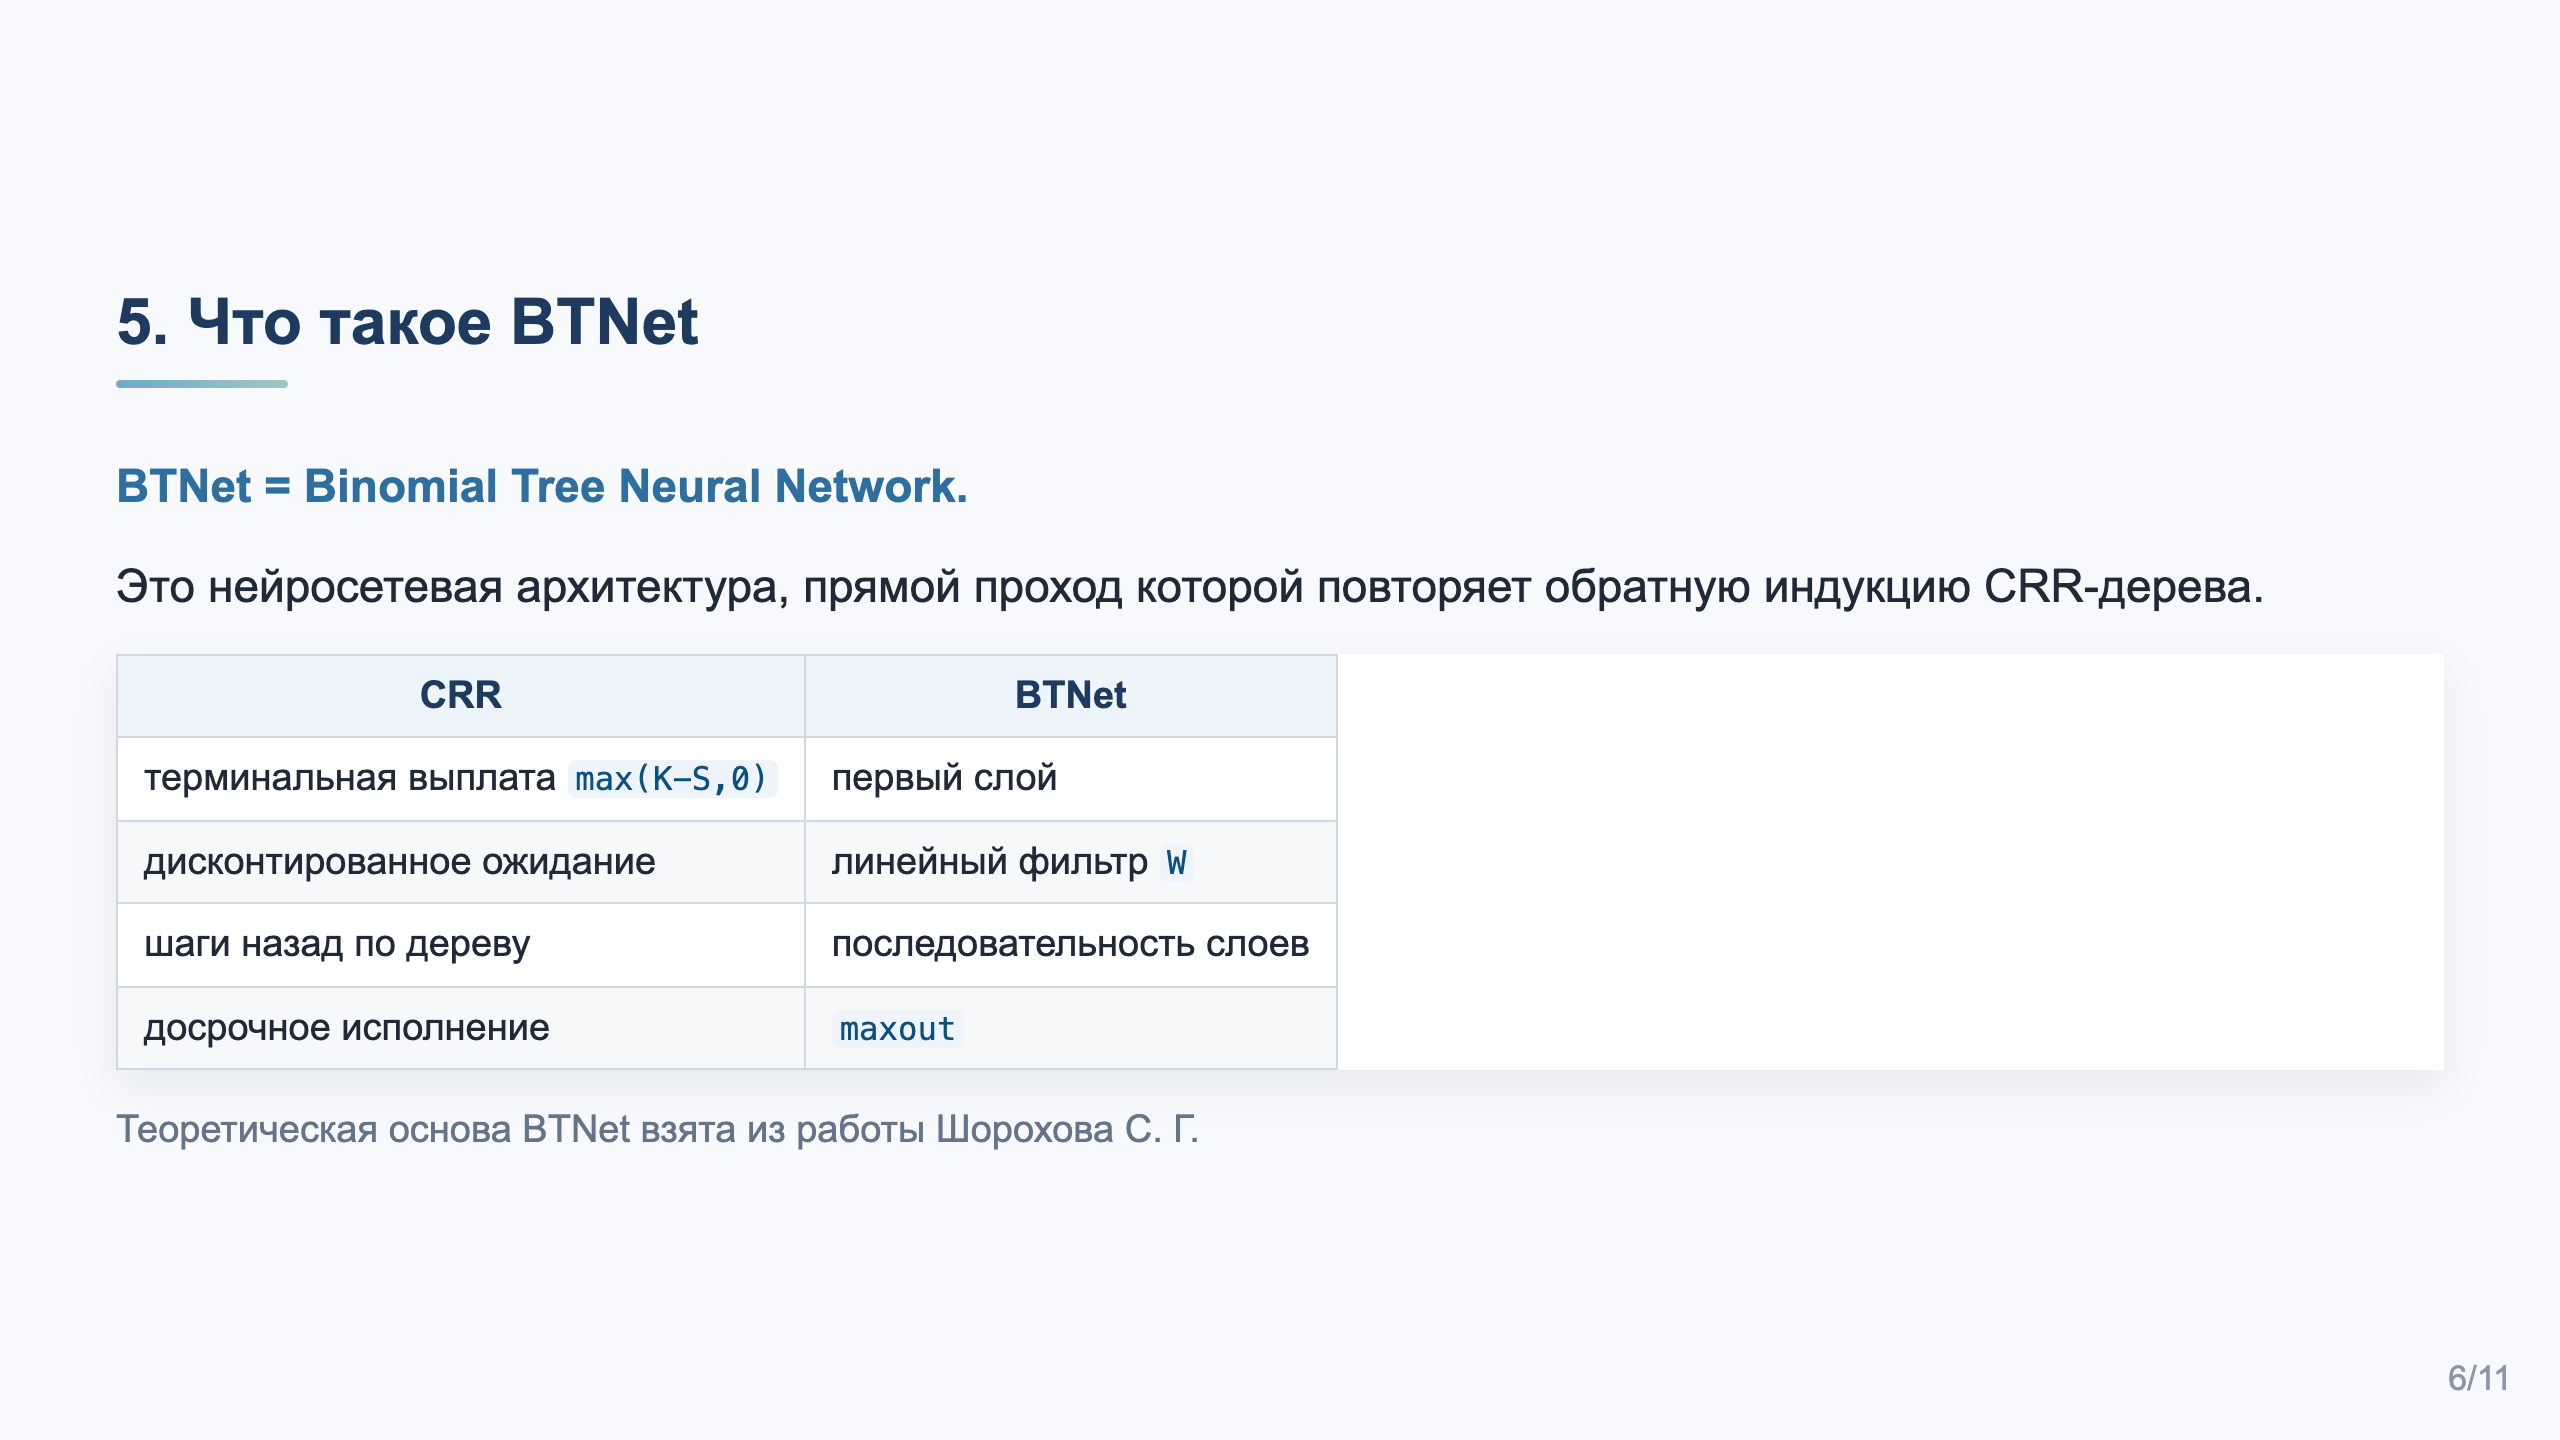 5. Что такое BTNet
BTNet = Binomial Tree Neural Network.
Это нейросетевая архитектура, прямой проход которой повторяет обратную индукцию CRR-дерева.
CRR BTNet
терминальная выплата max(K−S,0) первый слой
дисконтированное ожидание линейный фильтр W
шаги назад по дереву последовательность слоев
досрочное исполнение maxout
Теоретическая основа BTNet взята из работы Шорохова С. Г.
6/11